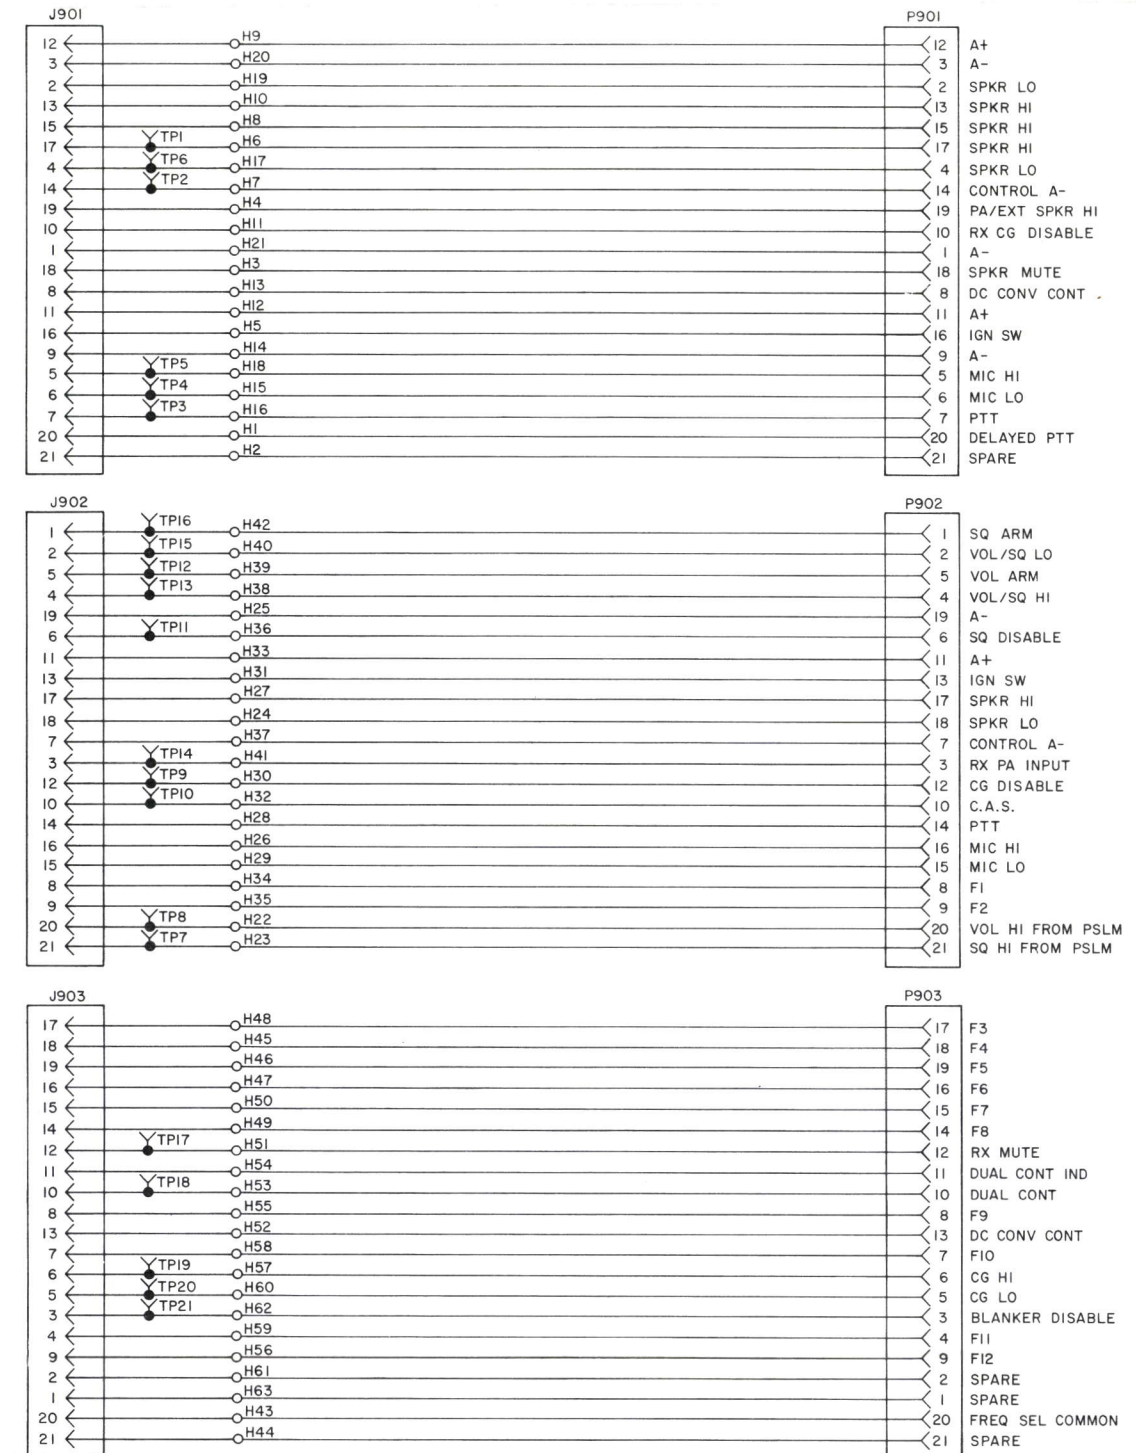 J901 P901
12 H9 12 A+
3 H20 3 A-
2 H19 2 SPKR LO
13 H10 13 SPKR HI
15 H8 15 SPKR HI
17 TP1 H6 17 SPKR HI
4 TP6 H17 4 SPKR LO
14 TP2 H7 14 CONTROL A-
19 H4 19 PA/EXT SPKR HI
10 H11 10 RX CG DISABLE
1 H21 1 A-
18 H3 18 SPKR MUTE
8 H13 8 DC CONV CONT
11 H12 11 A+
16 H5 16 IGN SW
9 H14 9 A-
5 TP5 H18 5 MIC HI
6 TP4 H15 6 MIC LO
7 TP3 H16 7 PTT
20 H1 20 DELAYED PTT
21 H2 21 SPARE
J902 P902
1 TP16 H42 1 SQ ARM
2 TP15 H40 2 VOL/SQ LO
5 TP12 H39 5 VOL ARM
4 TP13 H38 4 VOL/SQ HI
19 H25 19 A-
6 TP11 H36 6 SQ DISABLE
11 H33 11 A+
13 H31 13 IGN SW
17 H27 17 SPKR HI
18 H24 18 SPKR LO
7 H37 7 CONTROL A-
3 TP14 H41 3 RX PA INPUT
12 TP9 H30 12 CG DISABLE
10 TP10 H32 10 C.A.S.
14 H28 14 PTT
16 H26 16 MIC HI
15 H29 15 MIC LO
8 H34 8 F1
9 H35 9 F2
20 TP8 H22 20 VOL HI FROM PSLM
21 TP7 H23 21 SQ HI FROM PSLM
J903 P903
17 H48 17 F3
18 H45 18 F4
19 H46 19 F5
16 H47 16 F6
15 H50 15 F7
14 H49 14 F8
12 TP17 H51 12 RX MUTE
11 H54 11 DUAL CONT IND
10 TP18 H53 10 DUAL CONT
8 H55 8 F9
13 H52 13 DC CONV CONT
7 H58 7 F10
6 TP19 H57 6 CG HI
5 TP20 H60 5 CG LO
3 TP21 H62 3 BLANKER DISABLE
4 H59 4 F11
9 H56 9 F12
2 H61 2 SPARE
1 H63 1 SPARE
20 H43 20 FREQ SEL COMMON
21 H44 21 SPARE